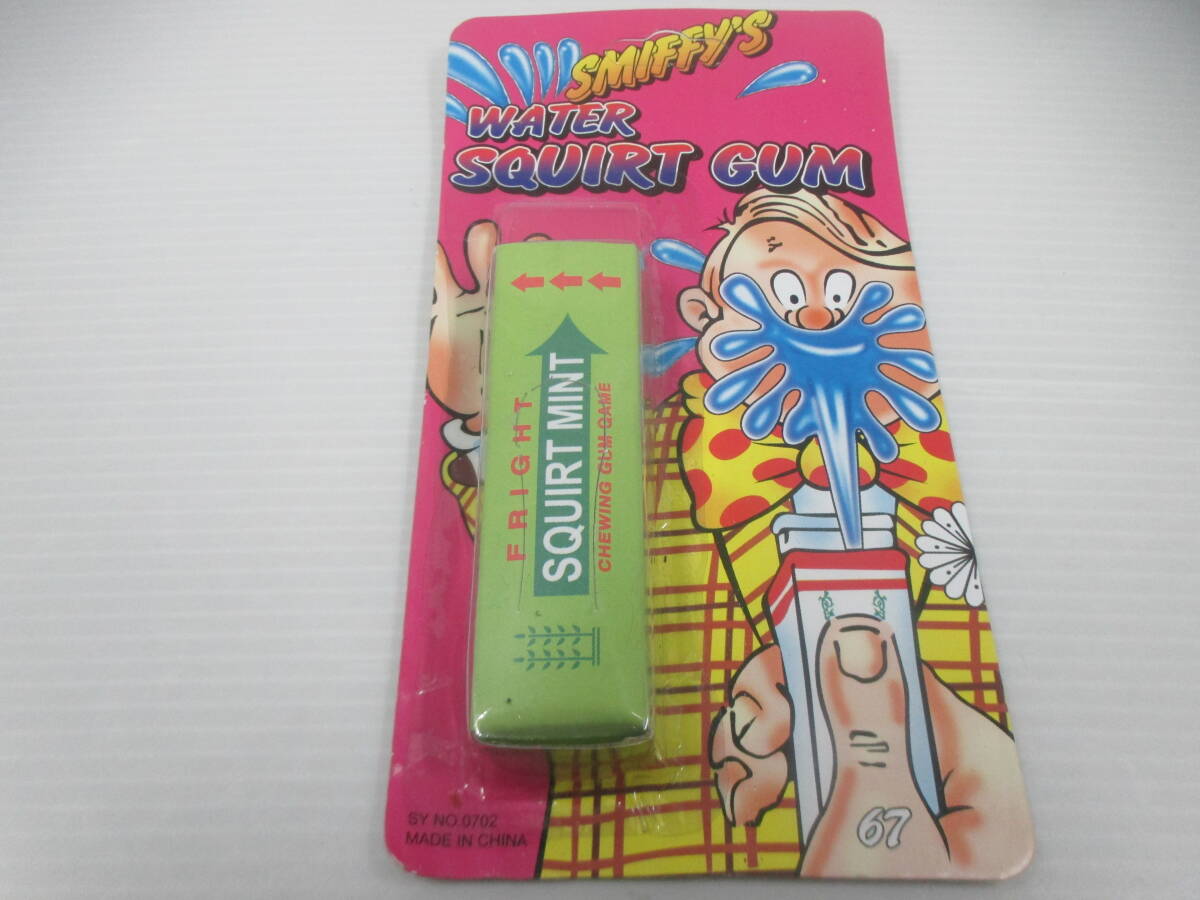 SMIFFY'S
WATER
SQUIRT GUM
FRIGHT
SQUIRT MINT
CHEWING GUM GAME
67
SY NO.0702
MADE IN CHINA